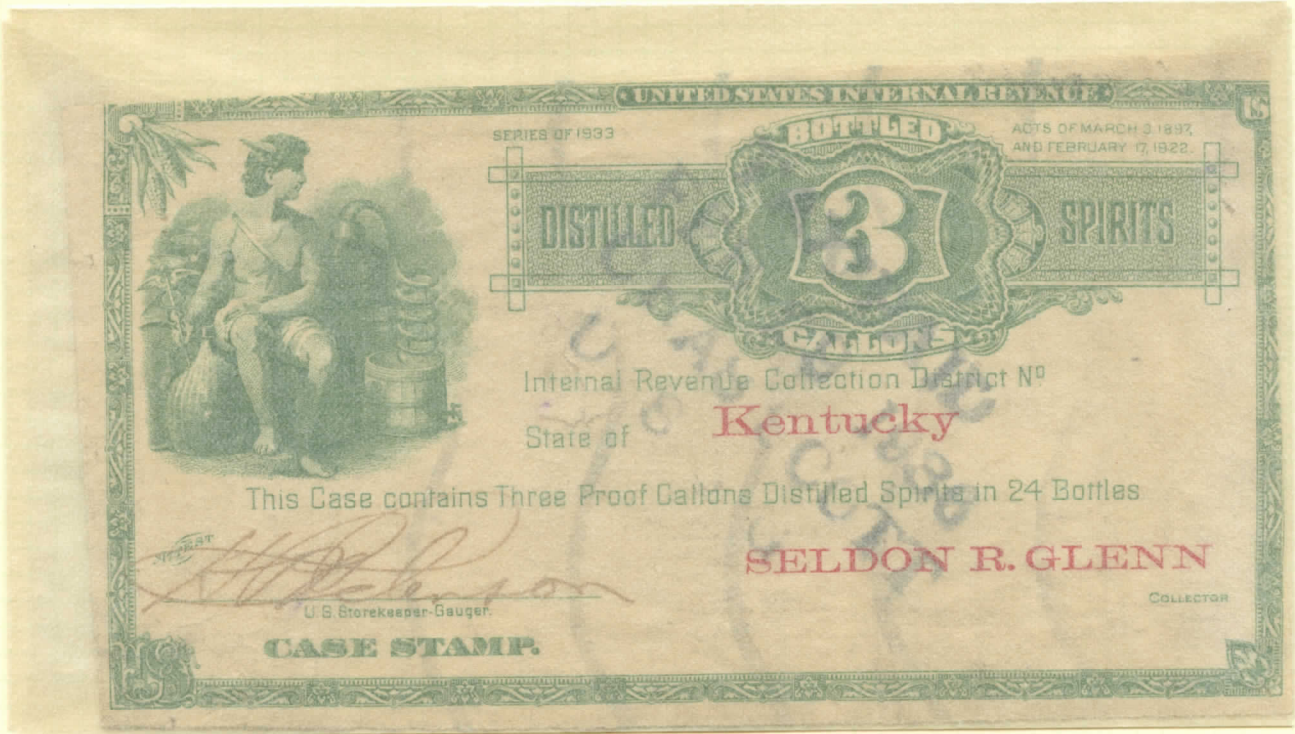 UNITED STATES INTERNAL REVENUE
SERIES OF 1933
BOTTLED
ACTS OF MARCH 3, 1897,
AND FEBRUARY 17, 1922.
DISTILLED 3 SPIRITS
GALLONS
Internal Revenue Collection District Nº
State of Kentucky
This Case contains Three Proof Gallons Distilled Spirits in 24 Bottles
SELDON R. GLENN
U.S. Storekeeper-Gauger.
COLLECTOR
CASE STAMP.